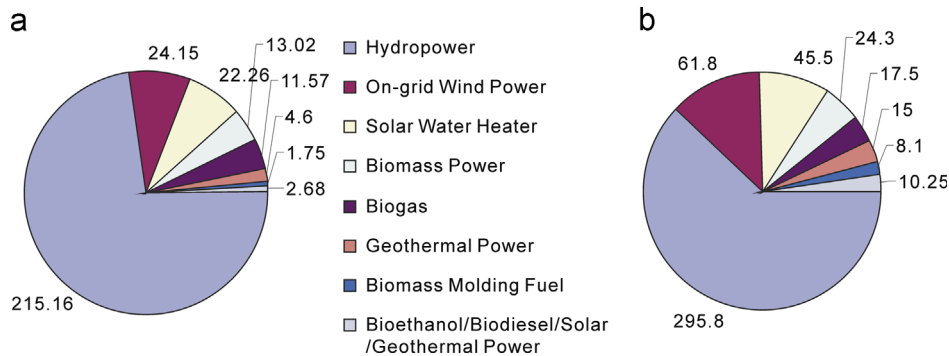 a
24.15
22.26
13.02
11.57
4.6
1.75
2.68
215.16
Hydropower
On-grid Wind Power
Solar Water Heater
Biomass Power
Biogas
Geothermal Power
Biomass Molding Fuel
Bioethanol/Biodiesel/Solar
/Geothermal Power
b
61.8
45.5
24.3
17.5
15
8.1
10.25
295.8